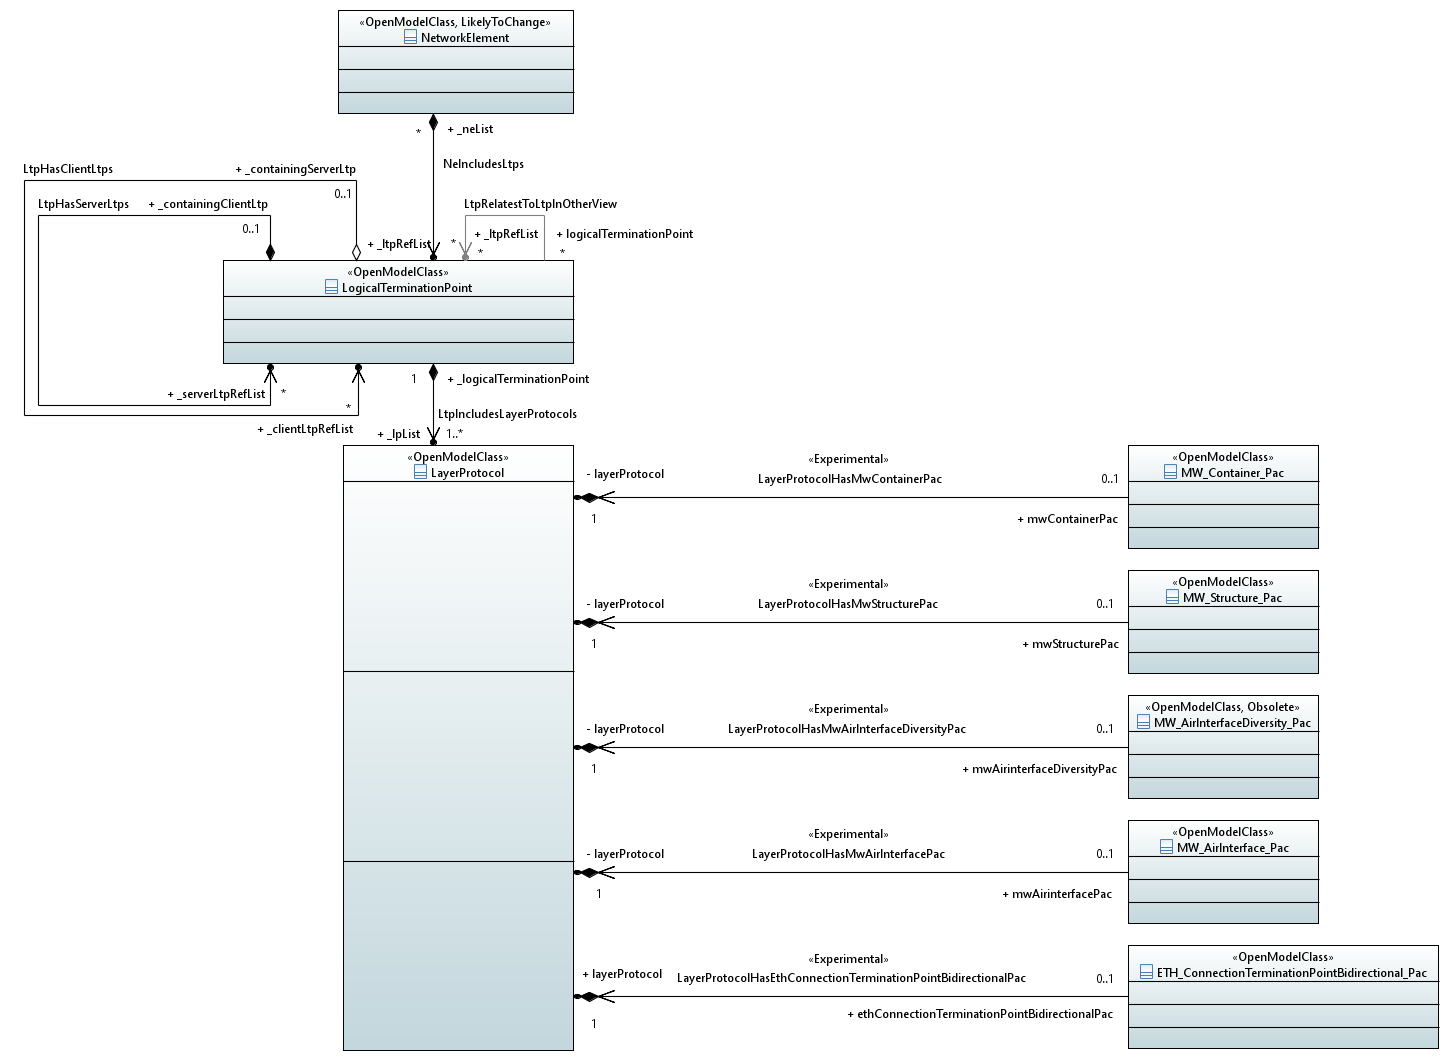 «OpenModelClass, LikelyToChange»
NetworkElement
*
+ _neList
NeIncludesLtps
LtpHasClientLtps
+ _containingServerLtp
0..1
LtpHasServerLtps
+ _containingClientLtp
0..1
LtpRelatestToLtpInOtherView
+ _ltpRefList
*
+ _ltpRefList
*
+ logicalTerminationPoint
*
«OpenModelClass»
LogicalTerminationPoint
1
+ _logicalTerminationPoint
+ _serverLtpRefList
*
*
+ _clientLtpRefList
LtpIncludesLayerProtocols
+ _lpList
1..*
«OpenModelClass»
LayerProtocol
- layerProtocol
1
«Experimental»
LayerProtocolHasMwContainerPac
0..1
+ mwContainerPac
«OpenModelClass»
MW_Container_Pac
- layerProtocol
1
«Experimental»
LayerProtocolHasMwStructurePac
0..1
+ mwStructurePac
«OpenModelClass»
MW_Structure_Pac
- layerProtocol
1
«Experimental»
LayerProtocolHasMwAirInterfaceDiversityPac
0..1
+ mwAirinterfaceDiversityPac
«OpenModelClass, Obsolete»
MW_AirInterfaceDiversity_Pac
- layerProtocol
1
«Experimental»
LayerProtocolHasMwAirInterfacePac
0..1
+ mwAirinterfacePac
«OpenModelClass»
MW_AirInterface_Pac
+ layerProtocol
1
«Experimental»
LayerProtocolHasEthConnectionTerminationPointBidirectionalPac
0..1
+ ethConnectionTerminationPointBidirectionalPac
«OpenModelClass»
ETH_ConnectionTerminationPointBidirectional_Pac